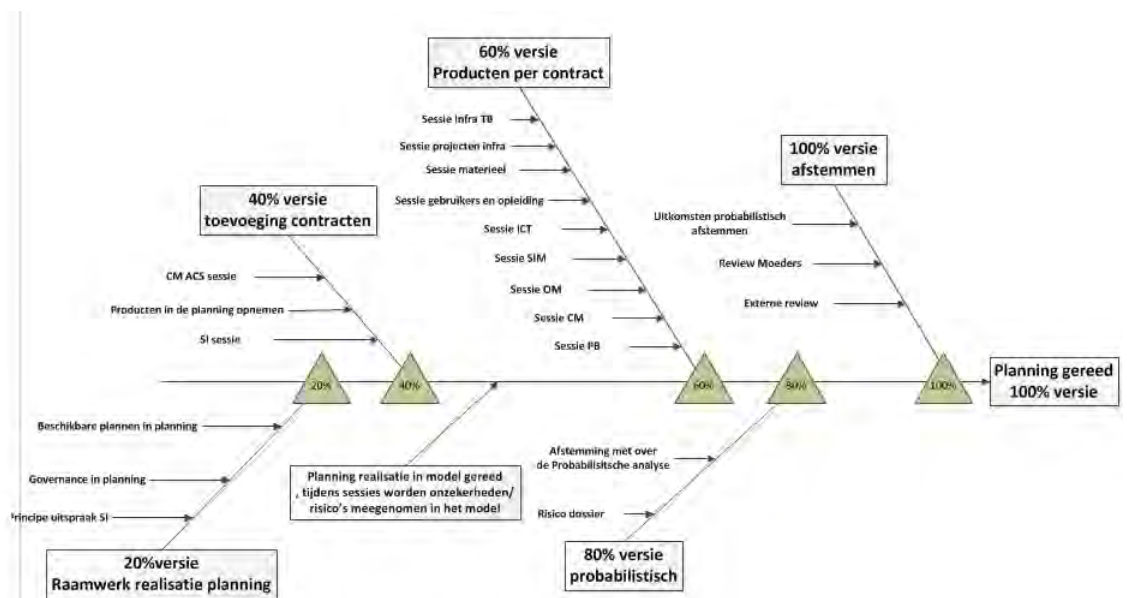 60% versie
Producten per contract
Sessie Infra TB
Sessie projecten infra
Sessie materieel
Sessie gebruikers en opleiding
Sessie ICT
Sessie SIM
Sessie OM
Sessie CM
Sessie PB
100% versie
afstemmen
Uitkomsten probabilistisch
afstemmen
Review Moeders
Externe review
40% versie
toevoeging contracten
CM ACS sessie
Producten in de planning opnemen
SI sessie
20%
40%
60%
80%
100%
Planning gereed
100% versie
Beschikbare plannen in planning
Governance in planning
Principe uitspraak SI
20%versie
Raamwerk realisatie planning
Planning realisatie in model gereed
, tijdens sessies worden onzekerheden/
risico's meegenomen in het model
Afstemming met over
de Probabilisitsche analyse
Risico dossier
80% versie
probabilistisch